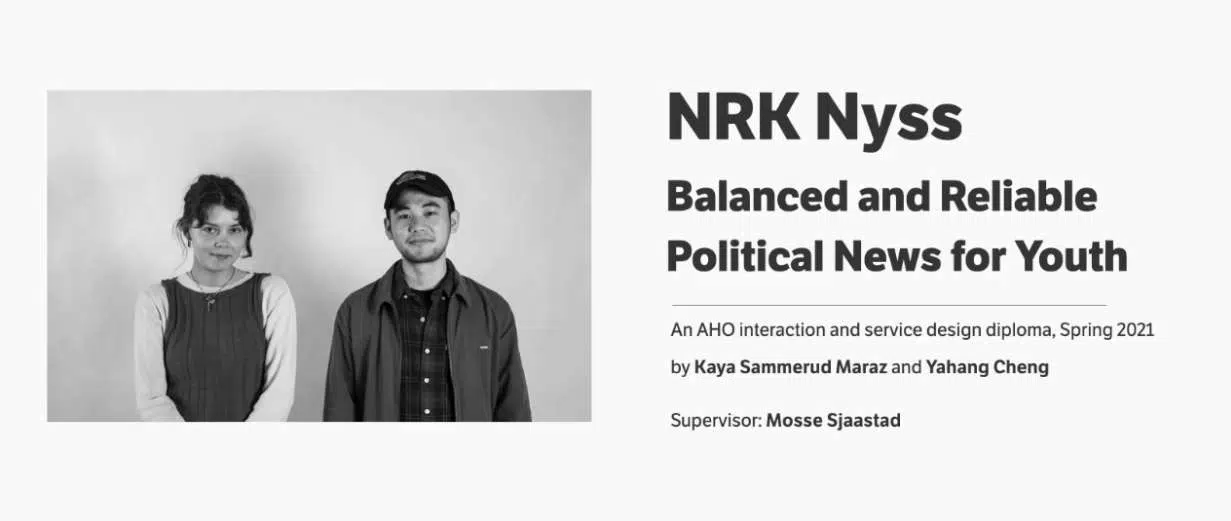 NRK Nyss
Balanced and Reliable
Political News for Youth
An AHO interaction and service design diploma, Spring 2021
by Kaya Sammerud Maraz and Yahang Cheng
Supervisor: Mosse Sjaastad